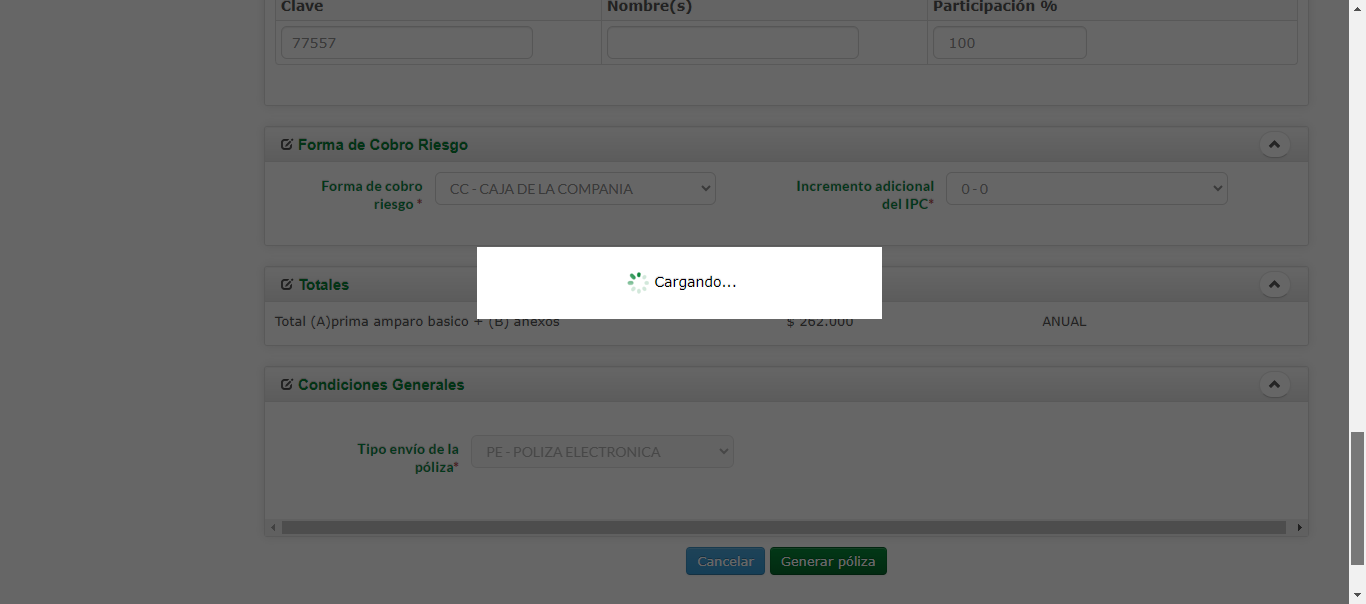 Clave Nombre(s) Participación %
77557 100
Forma de Cobro Riesgo
Forma de cobro riesgo * CC - CAJA DE LA COMPANIA Incremento adicional del IPC* 0 - 0
Cargando...
Totales
Total (A)prima amparo basico + (B) anexos $ 262.000 ANUAL
Condiciones Generales
Tipo envío de la póliza* PE - POLIZA ELECTRONICA
Cancelar Generar póliza